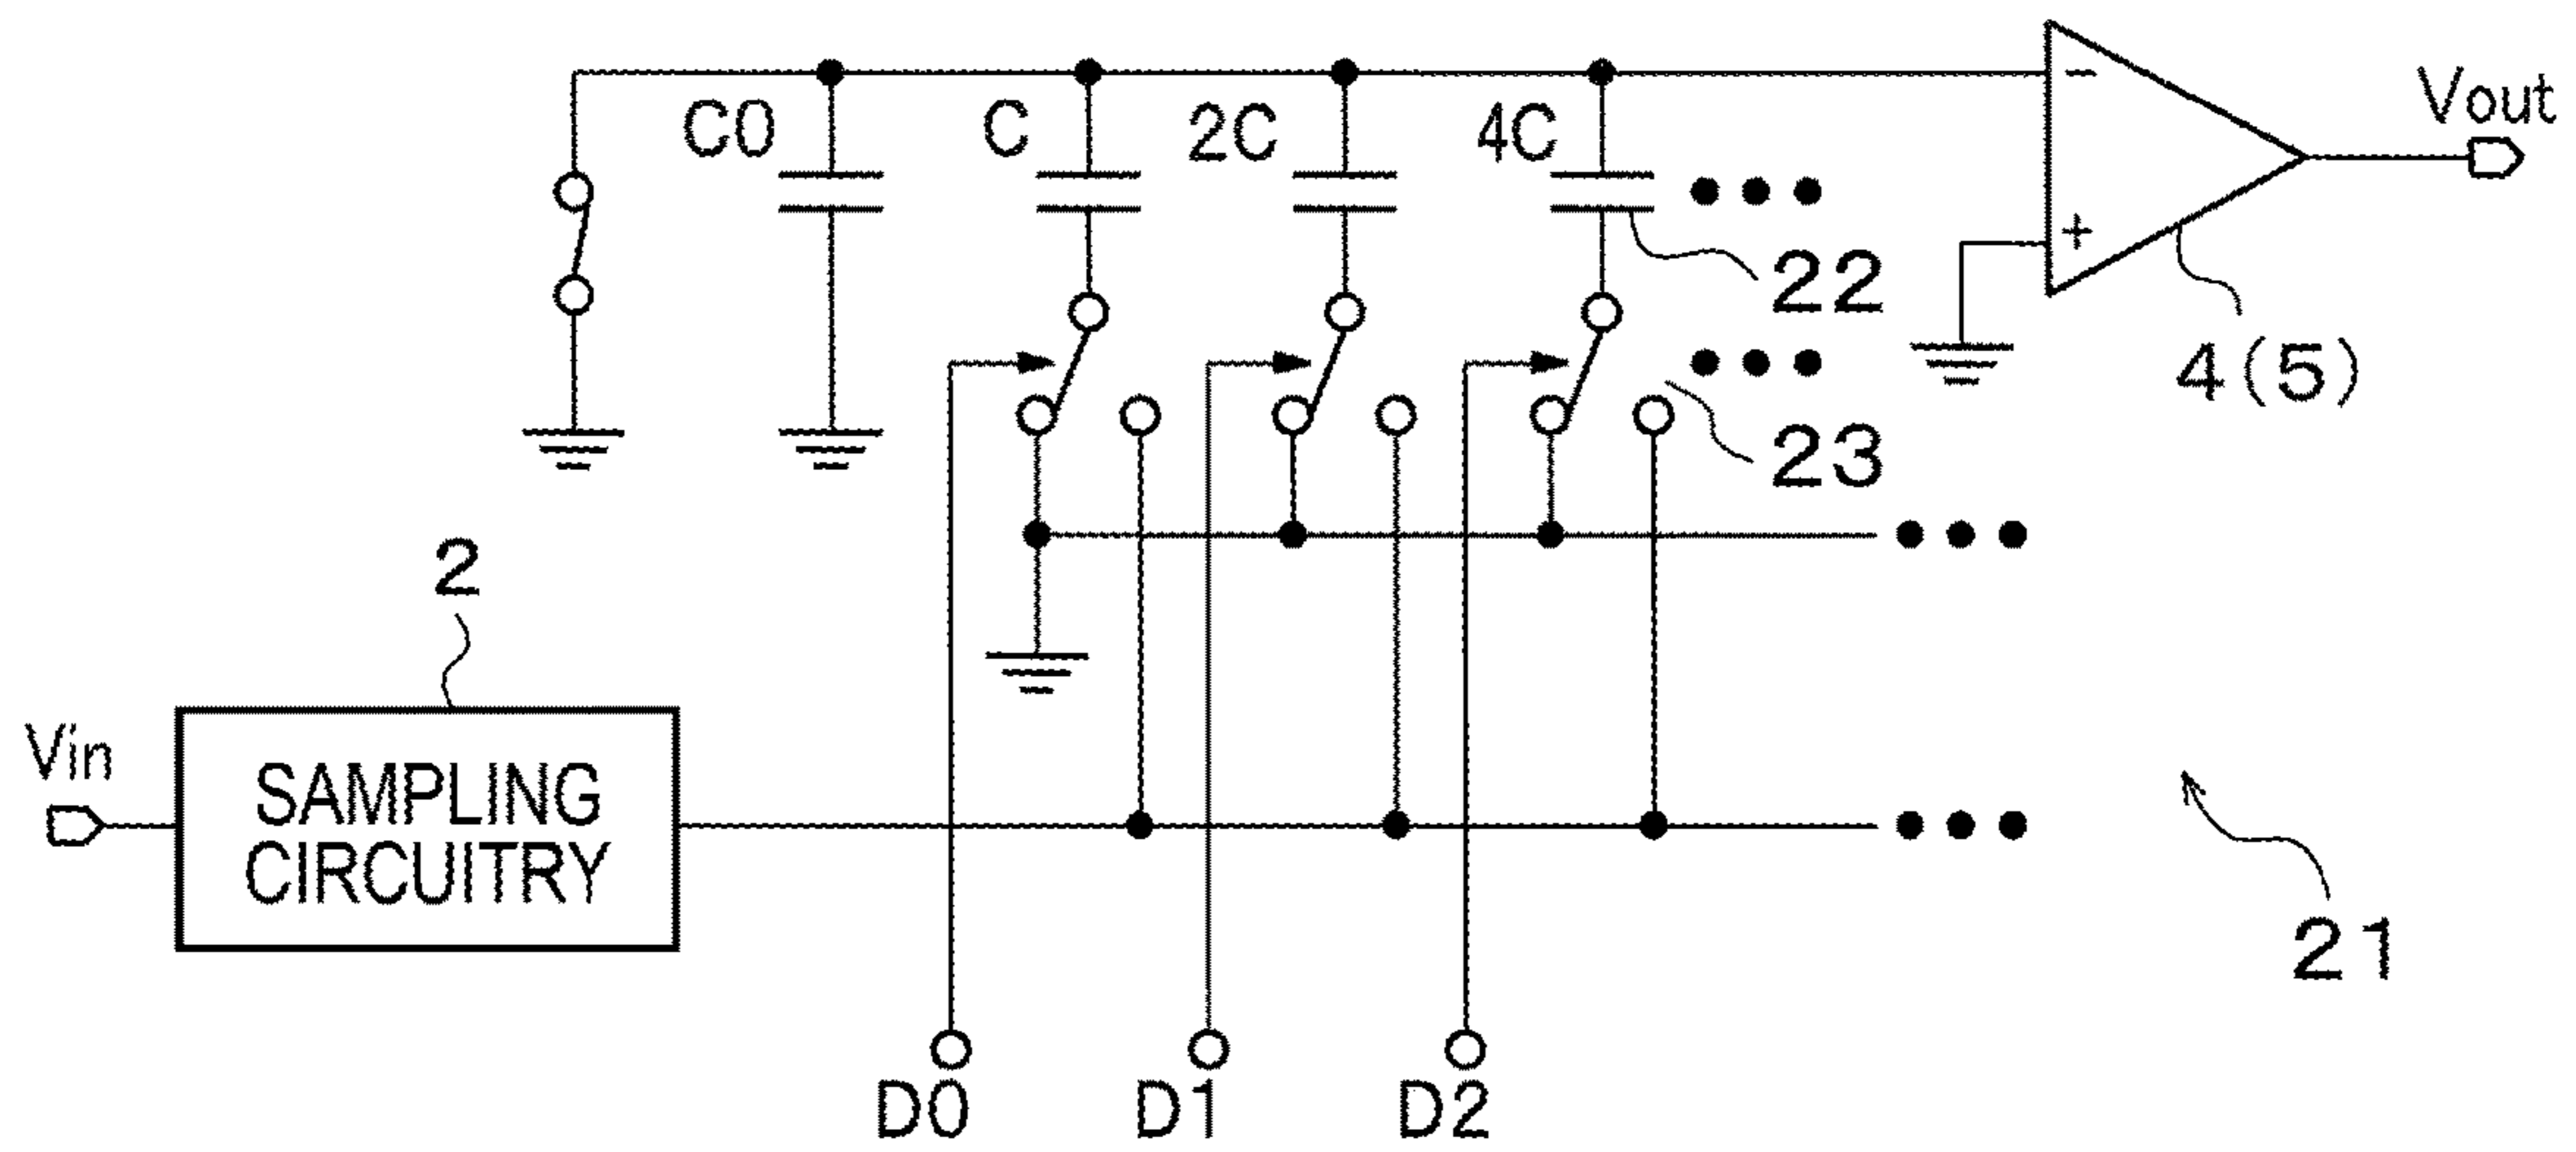 Vout
C0 C 2C 4C
−
+
22
4(5)
23
2
Vin
SAMPLING
CIRCUITRY
21
D0 D1 D2